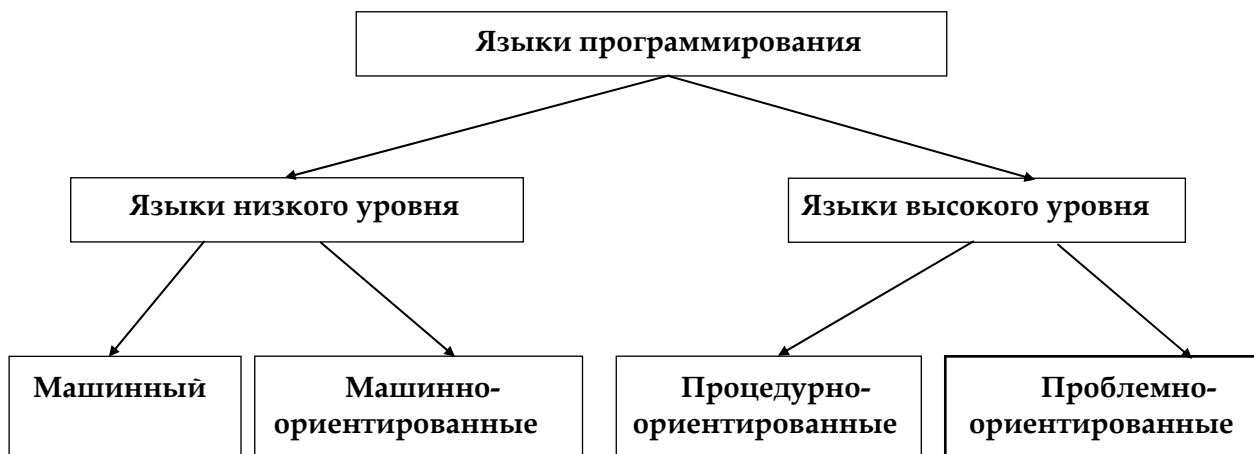 Языки программирования
Языки низкого уровня
Языки высокого уровня
Машинный
Машинно-
ориентированные
Процедурно-
ориентированные
Проблемно-
ориентированные